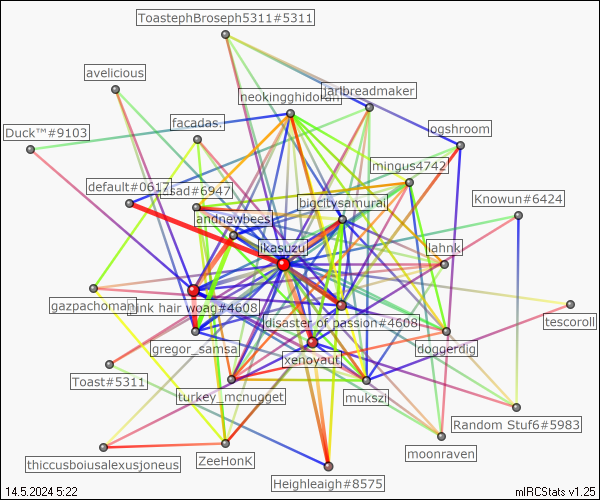 ToastephBroseph5311#5311
avelicious
jarlbreadmaker
neokingghidorah
facadas.
Duck™#9103
ogshroom
mingus4742
default#0617
sad#6947
Knowun#6424
bigcitysamurai
andnewbees
ikasuzu
lahnk
gazpachoman
pink hair woag#4608
disaster of passion#4608
tescoroll
gregor_samsa
xenovaut
doggerdig
Toast#5311
turkey_mcnugget
mukszi
Random Stuf6#5983
moonraven
thiccusboiusalexusjoneus
ZeeHonK
Heighleigh#8575
14.5.2024 5:22
mIRCStats v1.25